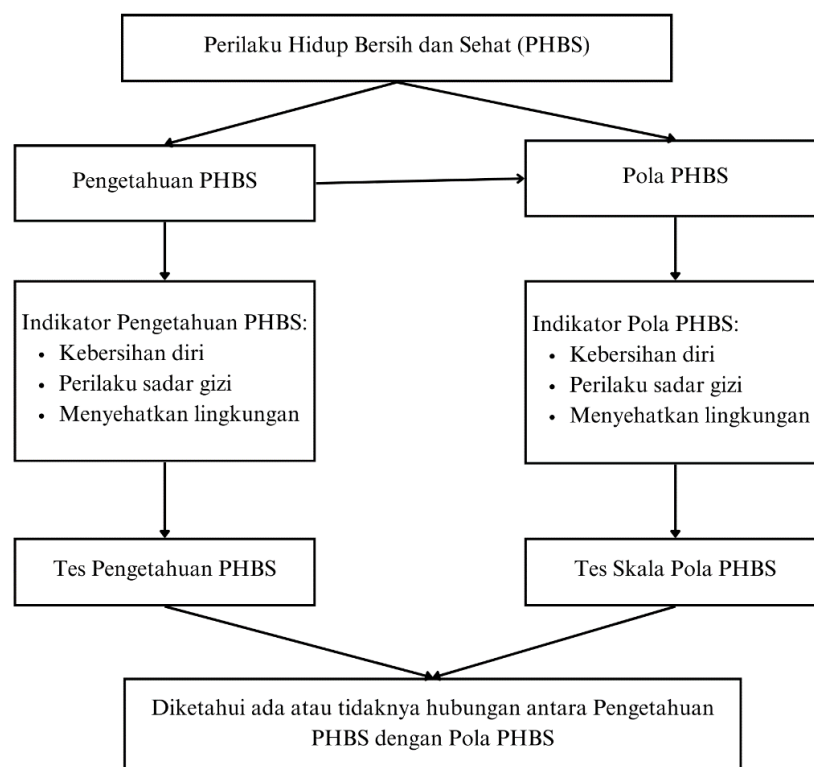 Perilaku Hidup Bersih dan Sehat (PHBS)
Pengetahuan PHBS
Pola PHBS
Indikator Pengetahuan PHBS:
• Kebersihan diri
• Perilaku sadar gizi
• Menyehatkan lingkungan
Indikator Pola PHBS:
• Kebersihan diri
• Perilaku sadar gizi
• Menyehatkan lingkungan
Tes Pengetahuan PHBS
Tes Skala Pola PHBS
Diketahui ada atau tidaknya hubungan antara Pengetahuan
PHBS dengan Pola PHBS